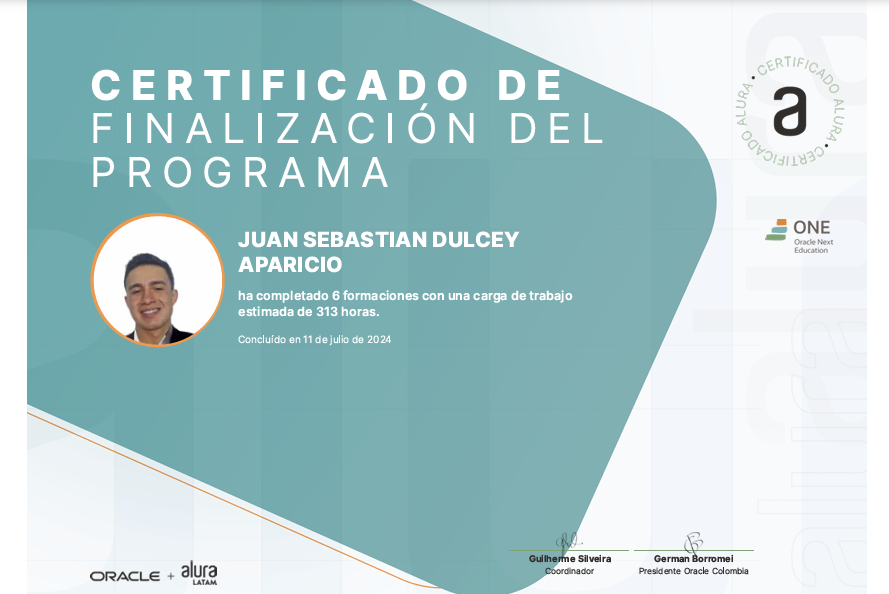 CERTIFICADO DE
FINALIZACIÓN DEL
PROGRAMA
CERTIFICADO ALURA • CERTIFICADO ALURA •
a
ONE
Oracle Next
Education
JUAN SEBASTIAN DULCEY
APARICIO
ha completado 6 formaciones con una carga de trabajo
estimada de 313 horas.
Concluído en 11 de julio de 2024
Guilherme Silveira
Coordinador
German Borromei
Presidente Oracle Colombia
ORACLE + alura
LATAM